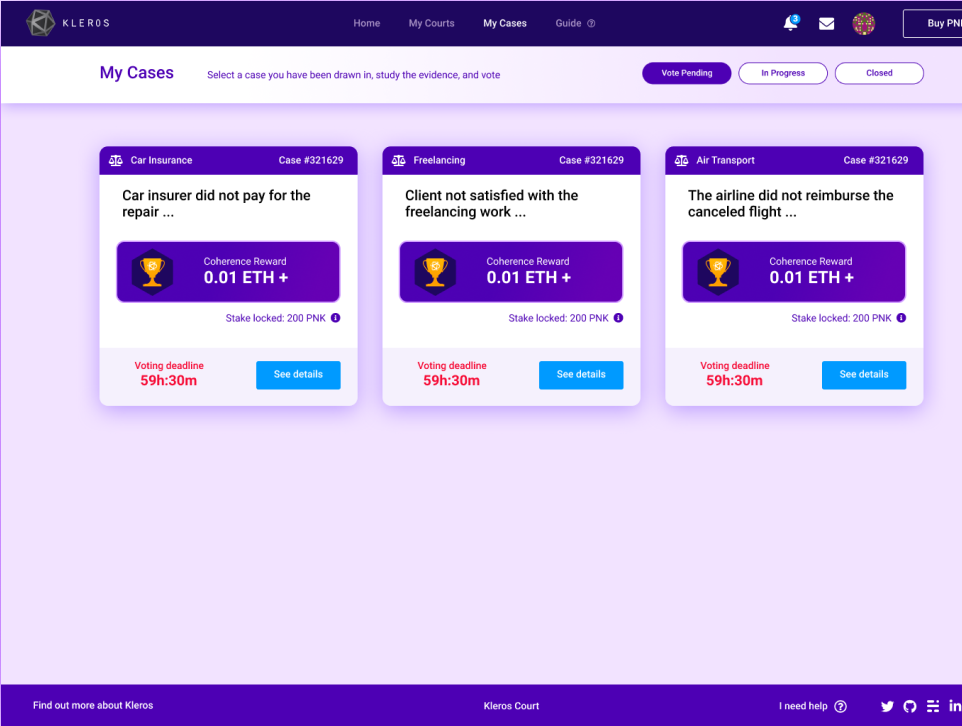 KLEROS
Home
My Courts
My Cases
Guide
3
Buy PN
My Cases
Select a case you have been drawn in, study the evidence, and vote
Vote Pending
In Progress
Closed
Car Insurance
Case #321629
Car insurer did not pay for the
repair ...
Coherence Reward
0.01 ETH +
Stake locked: 200 PNK
Voting deadline
59h:30m
See details
Freelancing
Case #321629
Client not satisfied with the
freelancing work ...
Coherence Reward
0.01 ETH +
Stake locked: 200 PNK
Voting deadline
59h:30m
See details
Air Transport
Case #321629
The airline did not reimburse the
canceled flight ...
Coherence Reward
0.01 ETH +
Stake locked: 200 PNK
Voting deadline
59h:30m
See details
Find out more about Kleros
Kleros Court
I need help